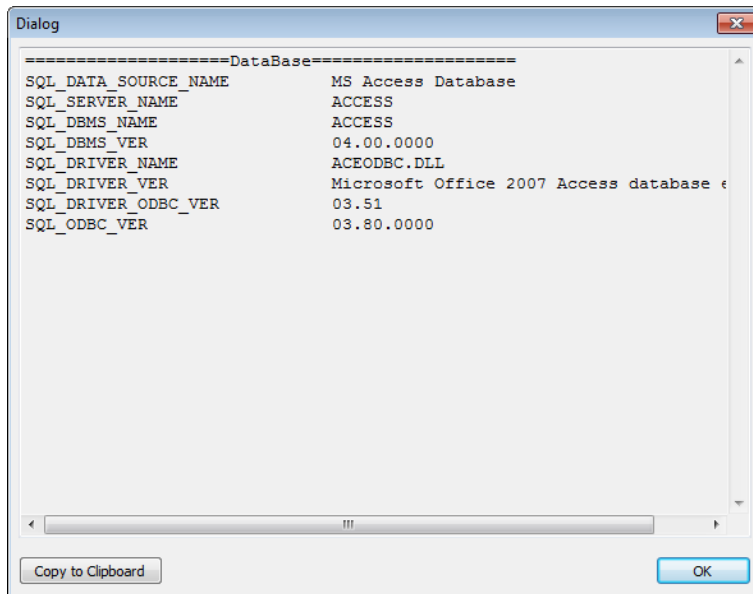 Dialog
====================DataBase====================
SQL_DATA_SOURCE_NAME          MS Access Database
SQL_SERVER_NAME               ACCESS
SQL_DBMS_NAME                 ACCESS
SQL_DBMS_VER                  04.00.0000
SQL_DRIVER_NAME               ACEODBC.DLL
SQL_DRIVER_VER                Microsoft Office 2007 Access database
SQL_DRIVER_ODBC_VER           03.51
SQL_ODBC_VER                  03.80.0000
Copy to Clipboard
OK